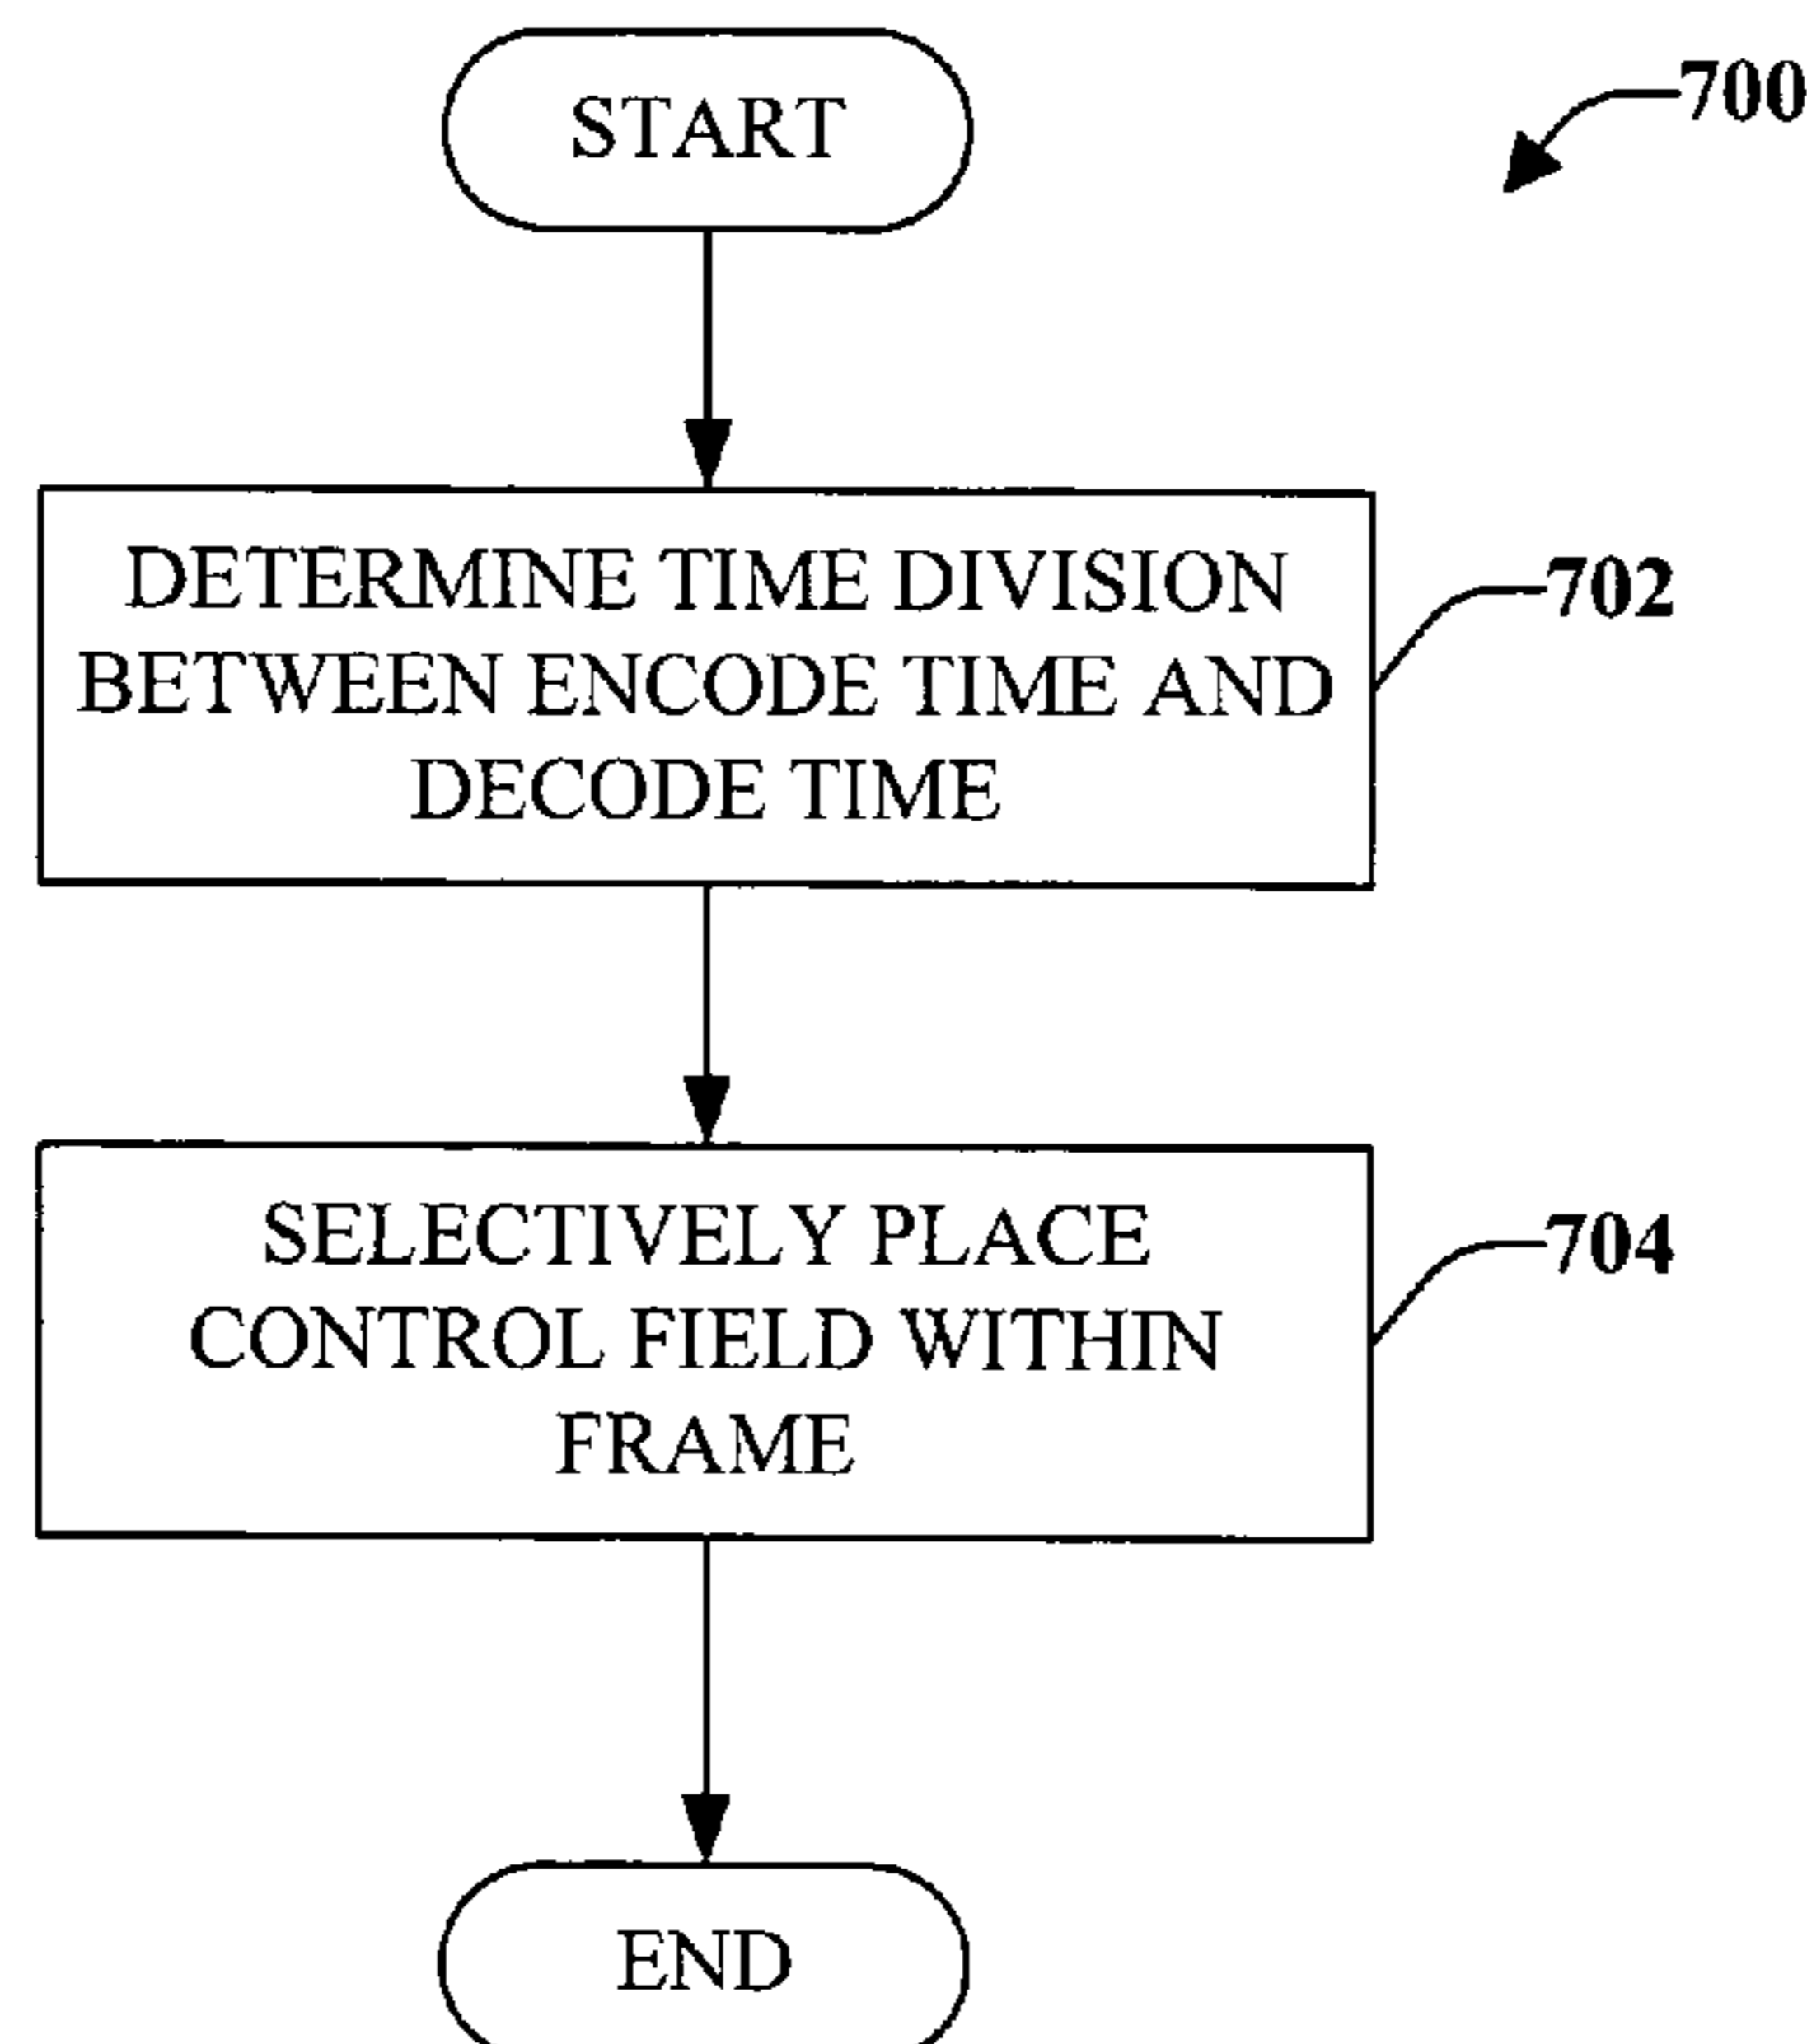 START
700
DETERMINE TIME DIVISION
BETWEEN ENCODE TIME AND
DECODE TIME
702
SELECTIVELY PLACE
CONTROL FIELD WITHIN
FRAME
704
END